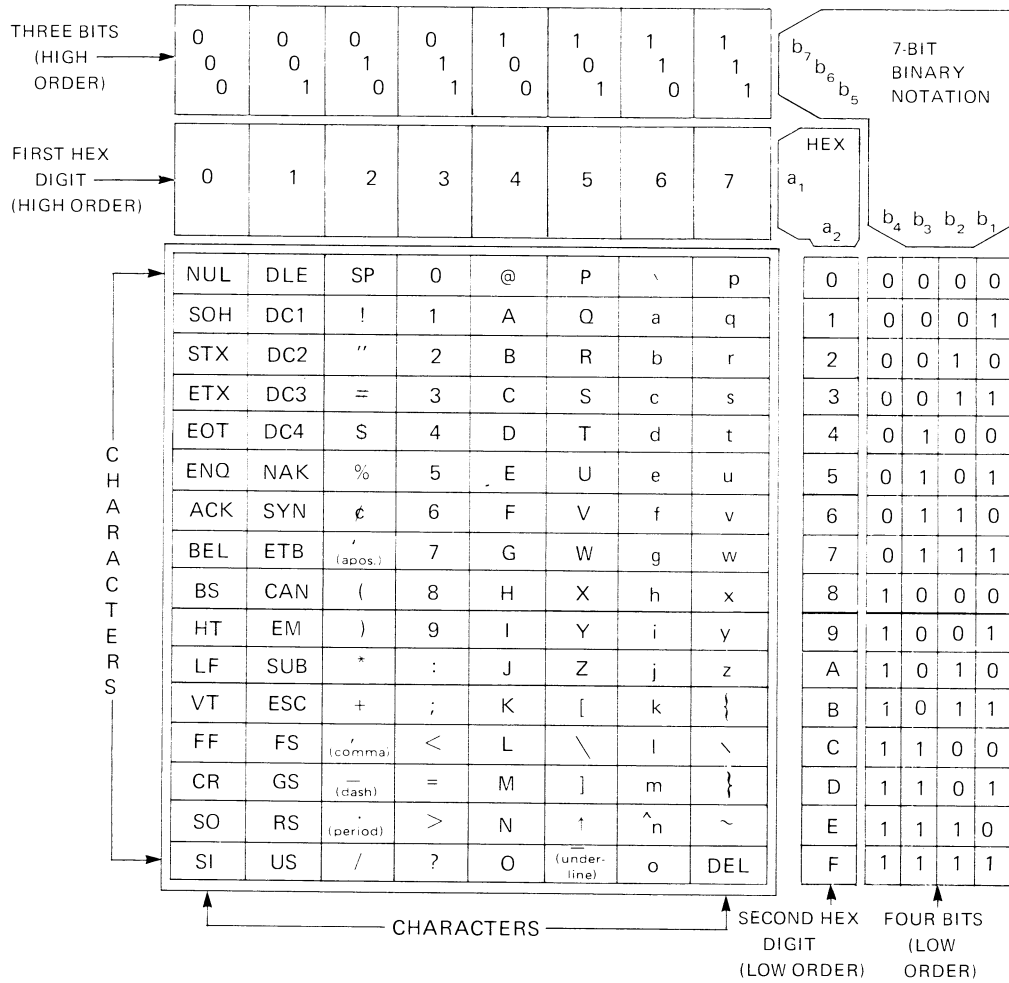 THREE BITS (HIGH ORDER)
0 0 0 0 1 1 1 1
0 0 1 1 0 0 1 1
0 1 0 1 0 1 0 1
b7 b6 b5
7-BIT BINARY NOTATION
FIRST HEX DIGIT (HIGH ORDER)
0 1 2 3 4 5 6 7
HEX
a1
a2
b4 b3 b2 b1
CHARACTERS
NUL DLE SP 0 @ P \ p 0 0 0 0 0
SOH DC1 ! 1 A Q a q 1 0 0 0 1
STX DC2 " 2 B R b r 2 0 0 1 0
ETX DC3 = 3 C S c s 3 0 0 1 1
EOT DC4 S 4 D T d t 4 0 1 0 0
ENQ NAK % 5 E U e u 5 0 1 0 1
ACK SYN ¢ 6 F V f v 6 0 1 1 0
BEL ETB ' (apos.) 7 G W g w 7 0 1 1 1
BS CAN ( 8 H X h x 8 1 0 0 0
HT EM ) 9 I Y i y 9 1 0 0 1
LF SUB * : J Z j z A 1 0 1 0
VT ESC + ; K [ k { B 1 0 1 1
FF FS , (comma) < L \ l \ C 1 1 0 0
CR GS — (dash) = M ] m } D 1 1 0 1
SO RS . (period) > N ↑ ^n ~ E 1 1 1 0
SI US / ? O — (under-line) o DEL F 1 1 1 1
CHARACTERS
SECOND HEX DIGIT (LOW ORDER)
FOUR BITS (LOW ORDER)